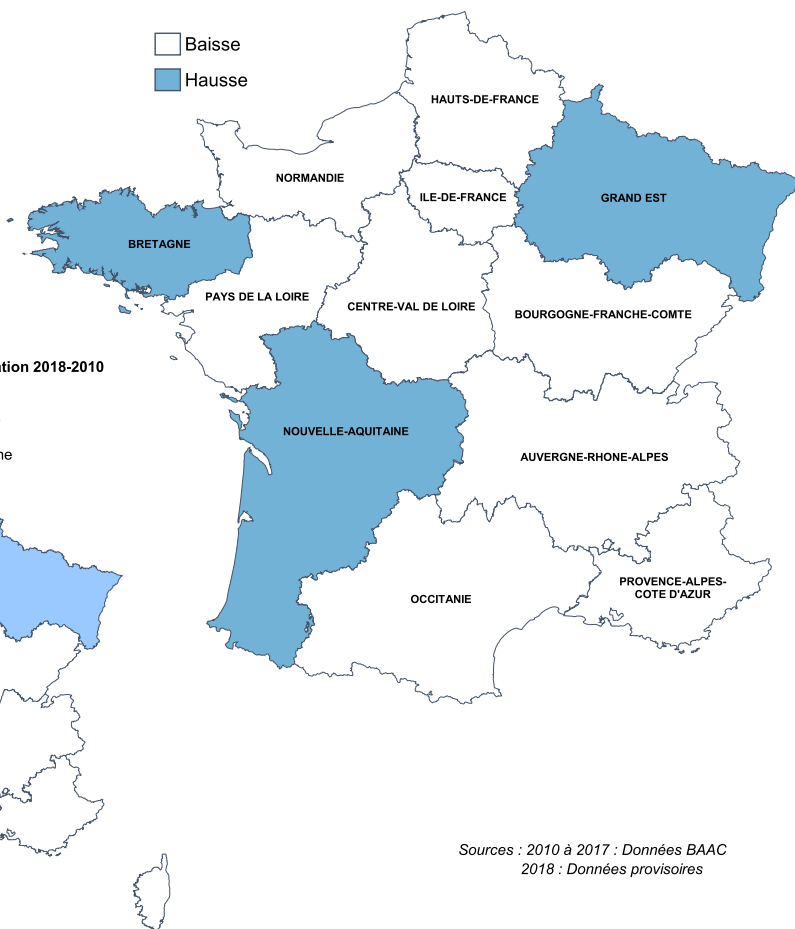 Baisse
Hausse
HAUTS-DE-FRANCE
NORMANDIE
ILE-DE-FRANCE
GRAND EST
BRETAGNE
PAYS DE LA LOIRE
CENTRE-VAL DE LOIRE
BOURGOGNE-FRANCHE-COMTE
2018-2010
NOUVELLE-AQUITAINE
AUVERGNE-RHONE-ALPES
PROVENCE-ALPES-
COTE D'AZUR
OCCITANIE
Sources : 2010 à 2017 : Données BAAC
2018 : Données provisoires